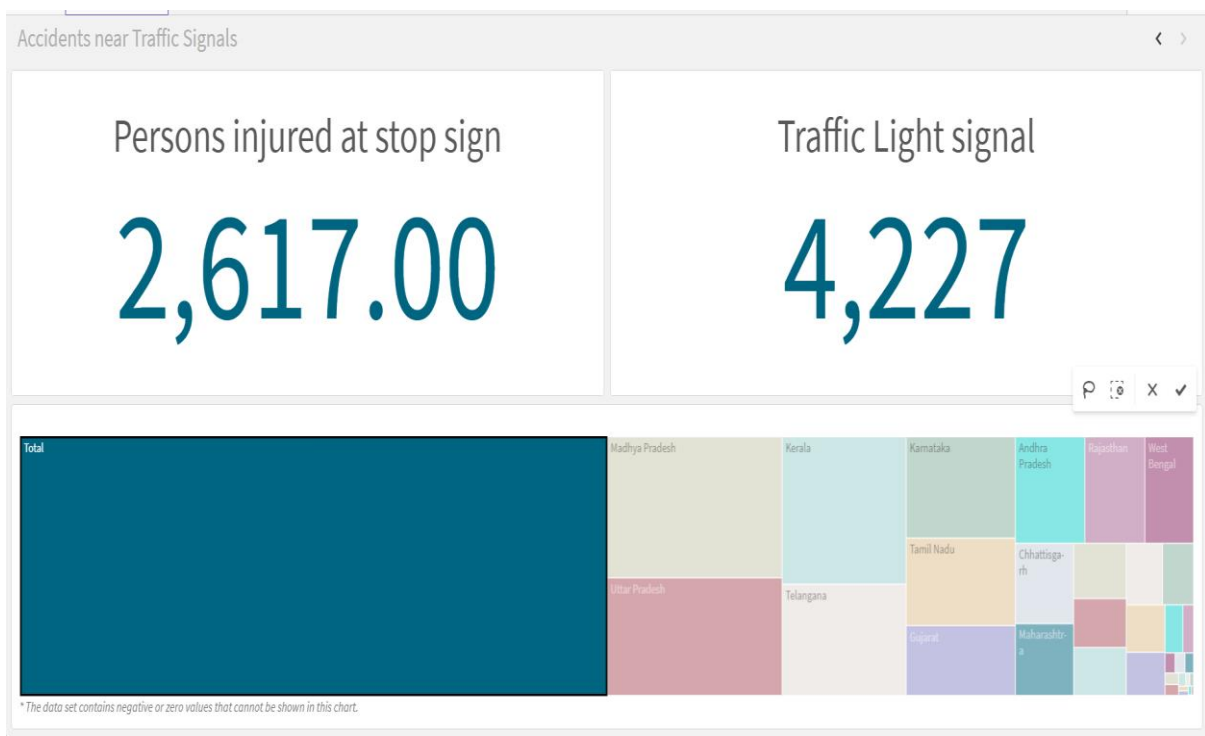 Accidents near Traffic Signals
Persons injured at stop sign
2,617.00
Traffic Light signal
4,227
Total
Madhya Pradesh
Kerala
Karnataka
Andhra
Pradesh
Rajasthan
West
Bengal
Tamil Nadu
Chhattisga-
rh
Uttar Pradesh
Telangana
Gujarat
Maharashtr-
a
* The data set contains negative or zero values that cannot be shown in this chart.